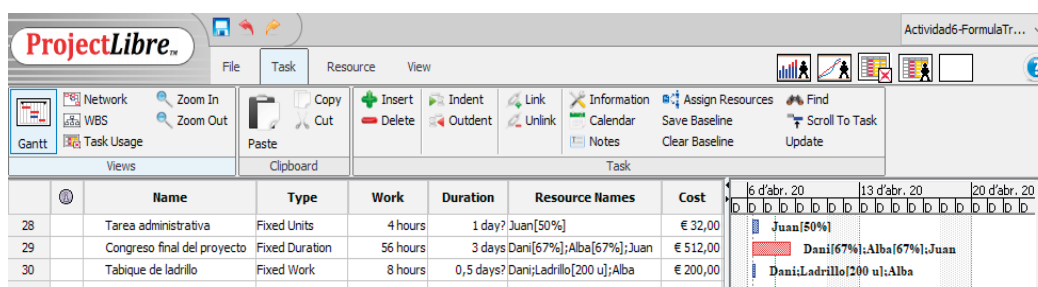 ProjectLibre™
Actividad6-FormulaTr...
File Task Resource View
Network Zoom In Copy Insert Indent Link Information Assign Resources Find
WBS Zoom Out Cut Delete Outdent Unlink Calendar Save Baseline Scroll To Task
Gantt Task Usage Paste Notes Clear Baseline Update
Views Clipboard Task
Name Type Work Duration Resource Names Cost 6 d'abr. 20 13 d'abr. 20 20 d'abr. 20
D D D D D D D D D D D D D D D D D D
28 Tarea administrativa Fixed Units 4 hours 1 day? Juan[50%] € 32,00 Juan[50%]
29 Congreso final del proyecto Fixed Duration 56 hours 3 days Dani[67%];Alba[67%];Juan € 512,00 Dani[67%];Alba[67%];Juan
30 Tabique de ladrillo Fixed Work 8 hours 0,5 days? Dani;Ladrillo[200 u];Alba € 200,00 Dani;Ladrillo[200 u];Alba